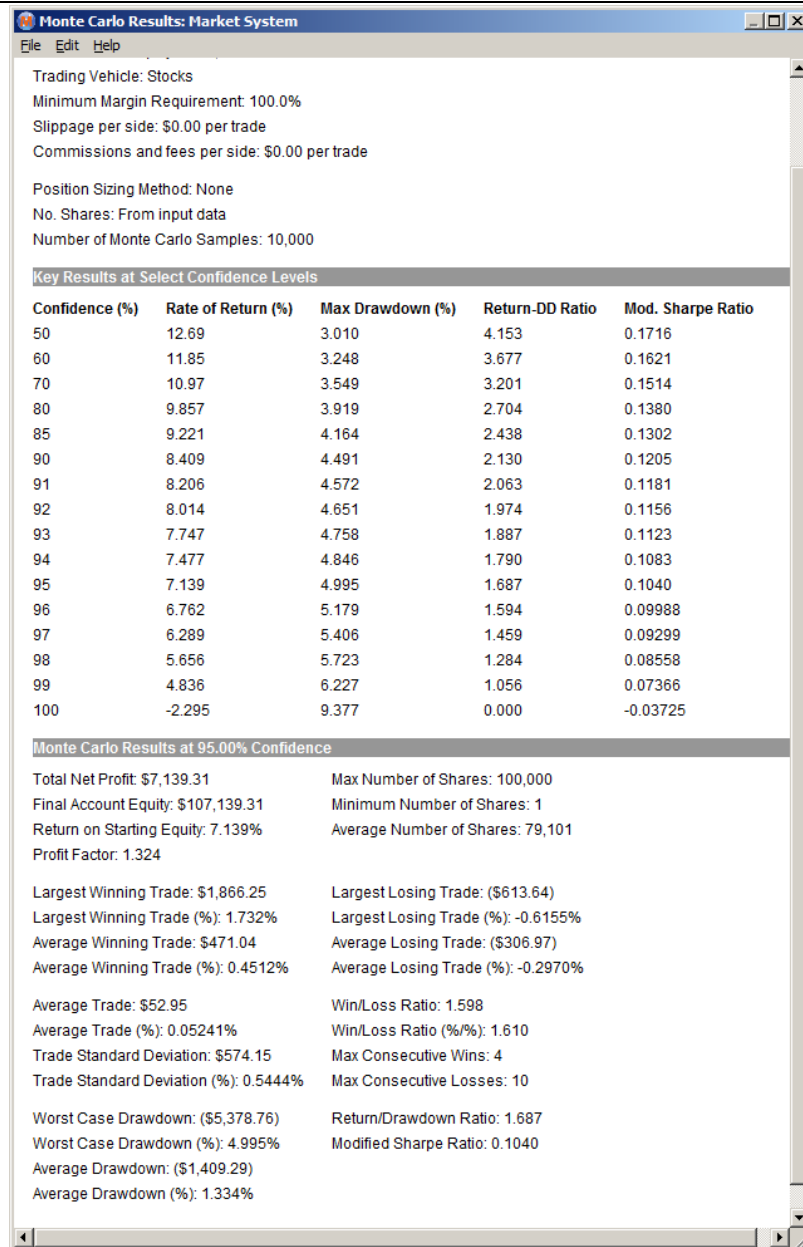 Monte Carlo Results: Market System
File Edit Help
Trading Vehicle: Stocks
Minimum Margin Requirement: 100.0%
Slippage per side: $0.00 per trade
Commissions and fees per side: $0.00 per trade
Position Sizing Method: None
No. Shares: From input data
Number of Monte Carlo Samples: 10,000
Key Results at Select Confidence Levels
Confidence (%) Rate of Return (%) Max Drawdown (%) Return-DD Ratio Mod. Sharpe Ratio
50 12.69 3.010 4.153 0.1716
60 11.85 3.248 3.677 0.1621
70 10.97 3.549 3.201 0.1514
80 9.857 3.919 2.704 0.1380
85 9.221 4.164 2.438 0.1302
90 8.409 4.491 2.130 0.1205
91 8.206 4.572 2.063 0.1181
92 8.014 4.651 1.974 0.1156
93 7.747 4.758 1.887 0.1123
94 7.477 4.846 1.790 0.1083
95 7.139 4.995 1.687 0.1040
96 6.762 5.179 1.594 0.09988
97 6.289 5.406 1.459 0.09299
98 5.656 5.723 1.284 0.08558
99 4.836 6.227 1.056 0.07366
100 -2.295 9.377 0.000 -0.03725
Monte Carlo Results at 95.00% Confidence
Total Net Profit: $7,139.31 Max Number of Shares: 100,000
Final Account Equity: $107,139.31 Minimum Number of Shares: 1
Return on Starting Equity: 7.139% Average Number of Shares: 79,101
Profit Factor: 1.324
Largest Winning Trade: $1,866.25 Largest Losing Trade: ($613.64)
Largest Winning Trade (%): 1.732% Largest Losing Trade (%): -0.6155%
Average Winning Trade: $471.04 Average Losing Trade: ($306.97)
Average Winning Trade (%): 0.4512% Average Losing Trade (%): -0.2970%
Average Trade: $52.95 Win/Loss Ratio: 1.598
Average Trade (%): 0.05241% Win/Loss Ratio (%/%): 1.610
Trade Standard Deviation: $574.15 Max Consecutive Wins: 4
Trade Standard Deviation (%): 0.5444% Max Consecutive Losses: 10
Worst Case Drawdown: ($5,378.76) Return/Drawdown Ratio: 1.687
Worst Case Drawdown (%): 4.995% Modified Sharpe Ratio: 0.1040
Average Drawdown: ($1,409.29)
Average Drawdown (%): 1.334%